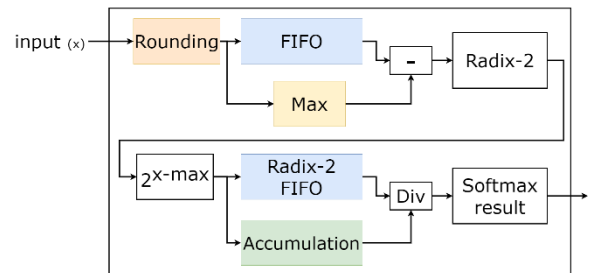 input (x)
Rounding
FIFO
-
Radix-2
Max
2x-max
Radix-2
FIFO
Div
Softmax
result
Accumulation